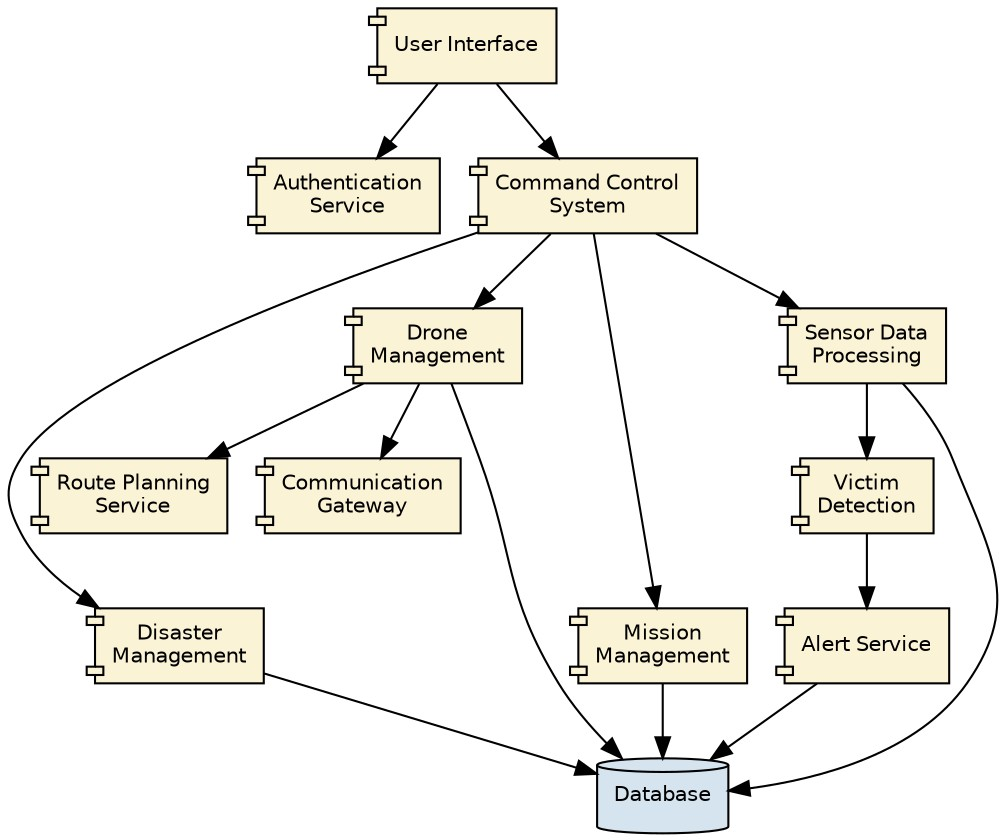 User Interface
Authentication
Service
Command Control
System
Drone
Management
Sensor Data
Processing
Route Planning
Service
Communication
Gateway
Victim
Detection
Disaster
Management
Mission
Management
Alert Service
Database